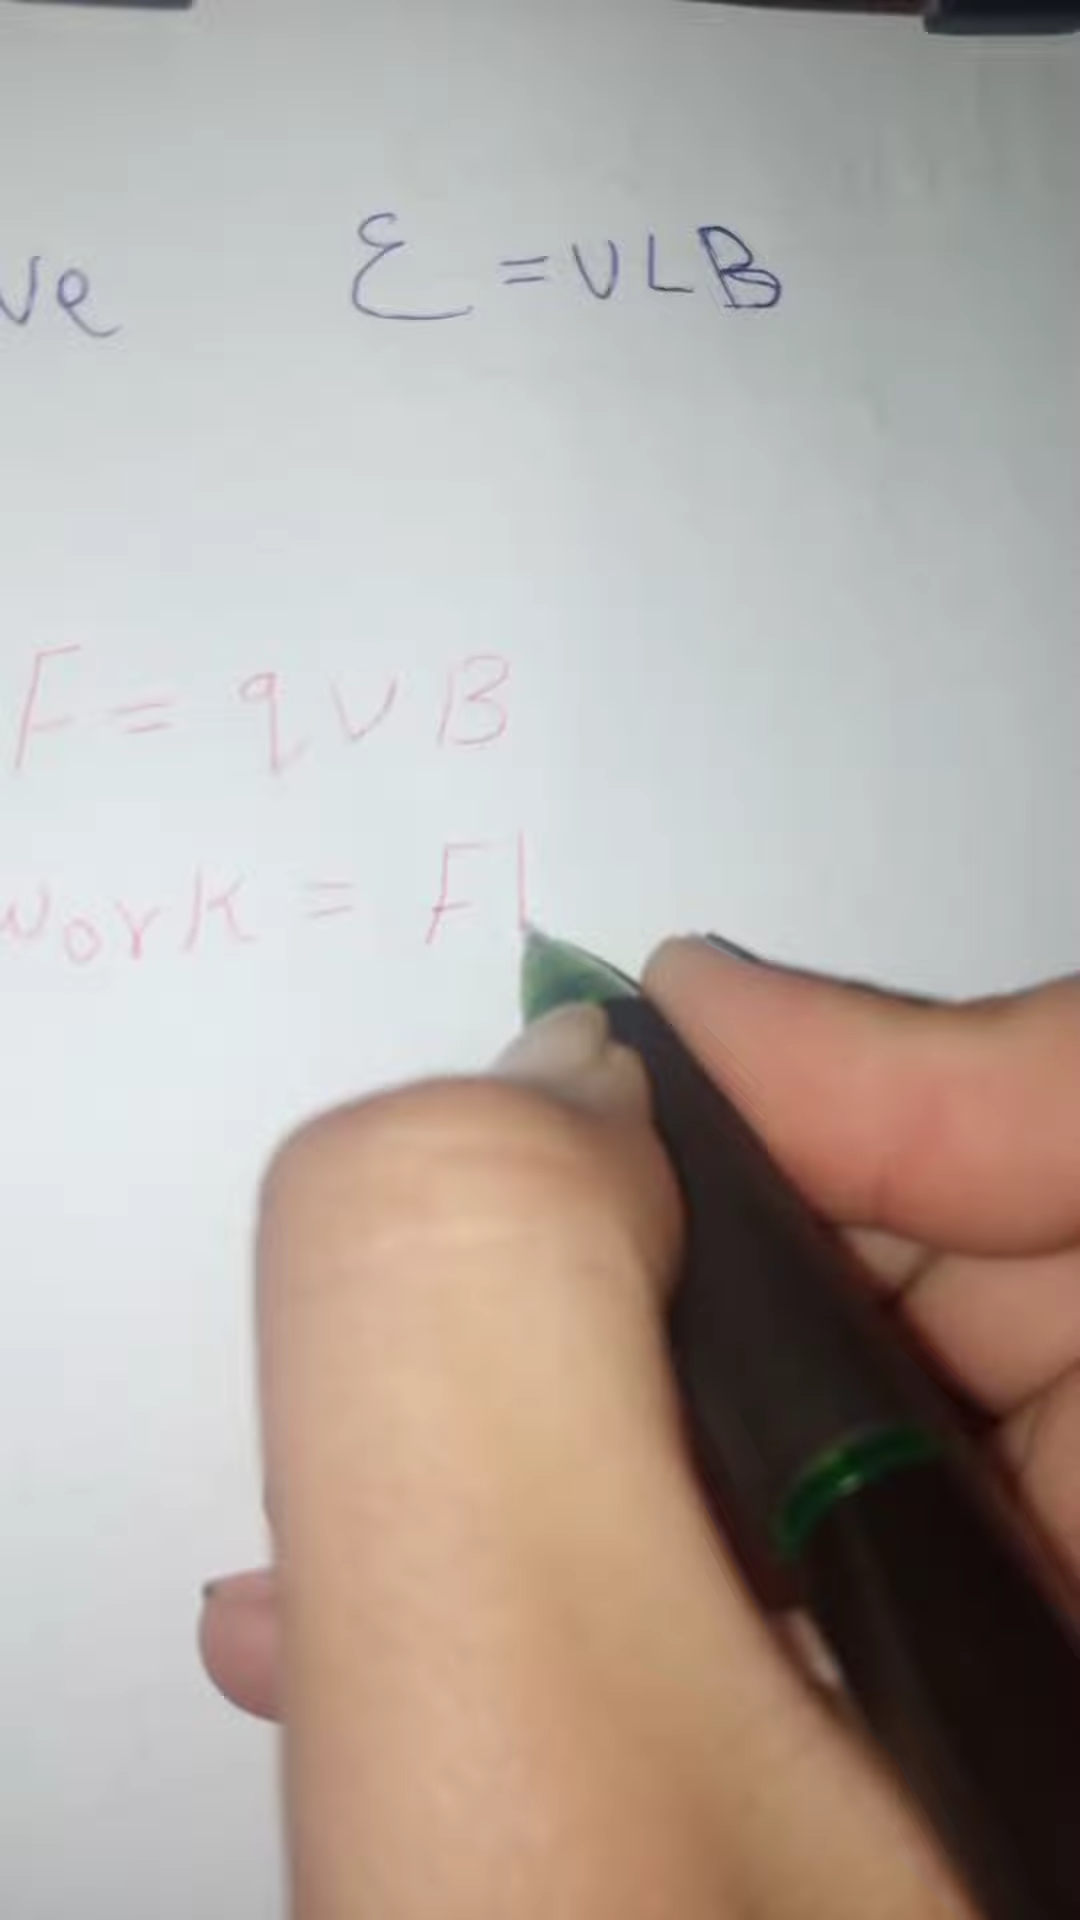 ve ℰ = VLB
F = qVB
work = FL